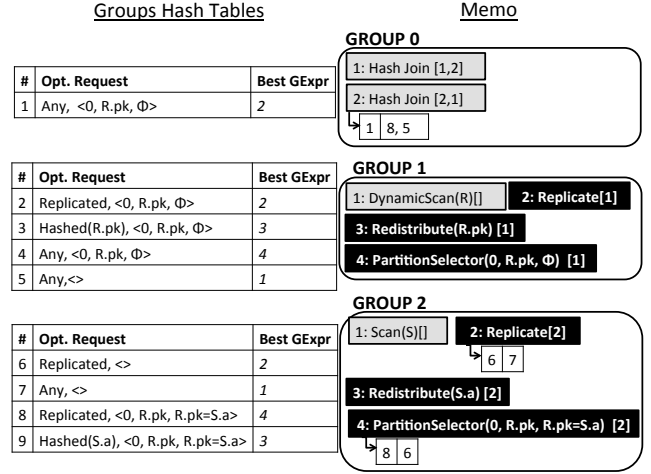 Groups Hash Tables
Memo
GROUP 0
# Opt. Request Best GExpr
1 Any, <0, R.pk, Φ> 2
1: Hash Join [1,2]
2: Hash Join [2,1]
1 8, 5
GROUP 1
# Opt. Request Best GExpr
2 Replicated, <0, R.pk, Φ> 2
3 Hashed(R.pk), <0, R.pk, Φ> 3
4 Any, <0, R.pk, Φ> 4
5 Any,<> 1
1: DynamicScan(R)[] 2: Replicate[1]
3: Redistribute(R.pk) [1]
4: PartitionSelector(0, R.pk, Φ) [1]
GROUP 2
# Opt. Request Best GExpr
6 Replicated, <> 2
7 Any, <> 1
8 Replicated, <0, R.pk, R.pk=S.a> 4
9 Hashed(S.a), <0, R.pk, R.pk=S.a> 3
1: Scan(S)[] 2: Replicate[2]
6 7
3: Redistribute(S.a) [2]
4: PartitionSelector(0, R.pk, R.pk=S.a) [2]
8 6